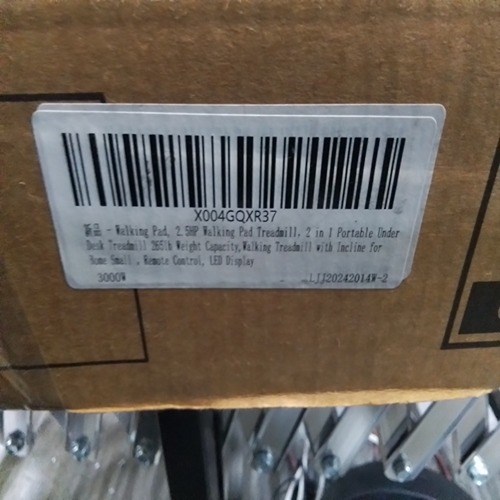 X004GQXR37
新品 - Walking Pad, 2.5HP Walking Pad Treadmill, 2 in 1 Portable Under
Desk Treadmill 265lb Weight Capacity,Walking Treadmill with Incline for
Home Small , Remote Control, LED Display
3000W
LJJ20242014W-2